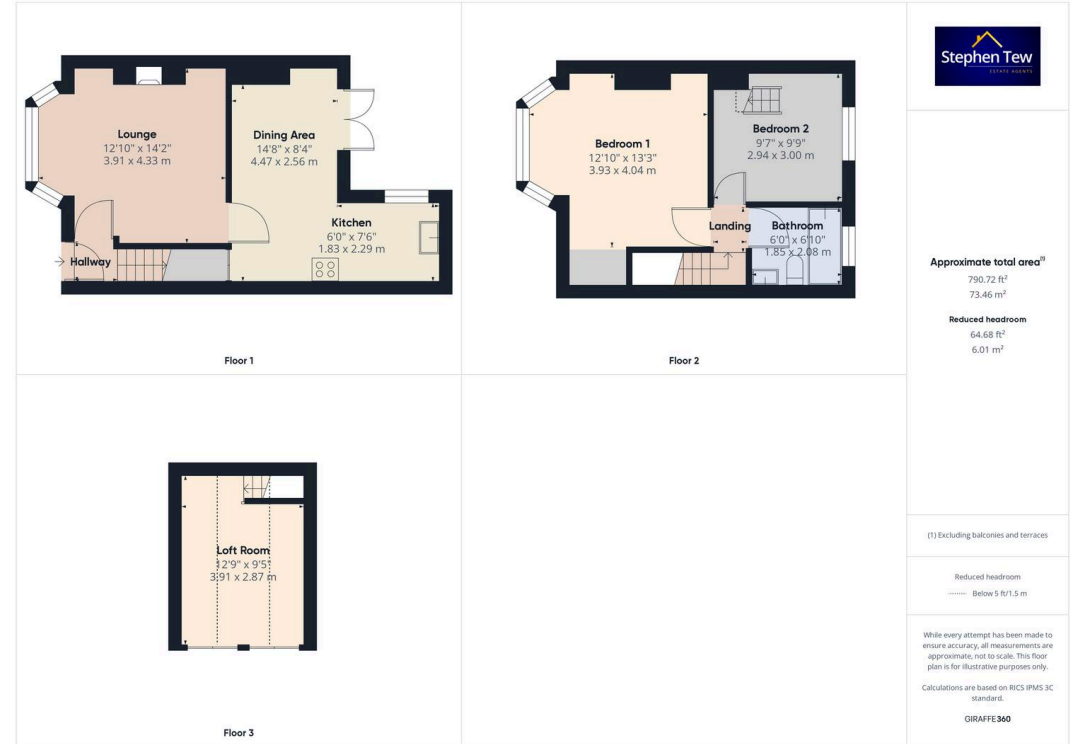 Lounge
12'10" x 14'2"
3.91 x 4.33 m
Dining Area
14'8" x 8'4"
4.47 x 2.56 m
Kitchen
6'0" x 7'6"
1.83 x 2.29 m
Hallway
Floor 1
Bedroom 1
12'10" x 13'3"
3.93 x 4.04 m
Bedroom 2
9'7" x 9'9"
2.94 x 3.00 m
Landing
Bathroom
6'0" x 6'10"
1.85 x 2.08 m
Floor 2
Loft Room
12'9" x 9'5"
3.91 x 2.87 m
Floor 3
Stephen Tew
ESTATE AGENTS
Approximate total area(1)
790.72 ft²
73.46 m²
Reduced headroom
64.68 ft²
6.01 m²
(1) Excluding balconies and terraces
Reduced headroom
Below 5 ft/1.5 m
While every attempt has been made to
ensure accuracy, all measurements are
approximate, not to scale. This floor
plan is for illustrative purposes only.
Calculations are based on RICS IPMS 3C
standard.
GIRAFFE360